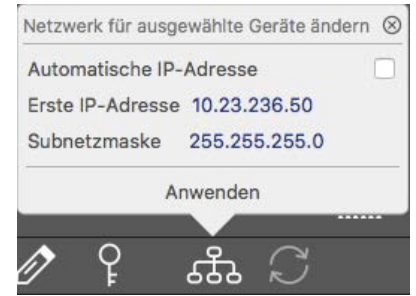 Netzwerk für ausgewählte Geräte ändern
Automatische IP-Adresse
Erste IP-Adresse 10.23.236.50
Subnetzmaske 255.255.255.0
Anwenden